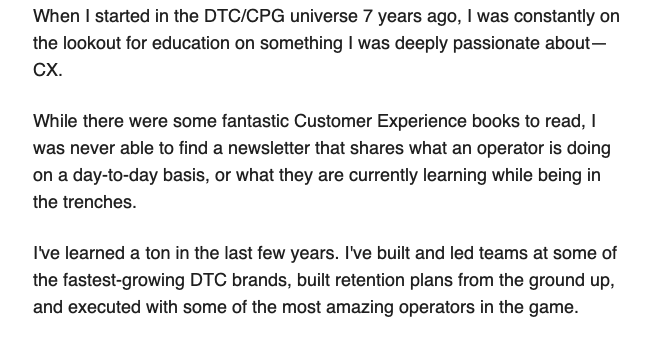 When I started in the DTC/CPG universe 7 years ago, I was constantly on
the lookout for education on something I was deeply passionate about—
CX.
While there were some fantastic Customer Experience books to read, I
was never able to find a newsletter that shares what an operator is doing
on a day-to-day basis, or what they are currently learning while being in
the trenches.
I've learned a ton in the last few years. I've built and led teams at some of
the fastest-growing DTC brands, built retention plans from the ground up,
and executed with some of the most amazing operators in the game.